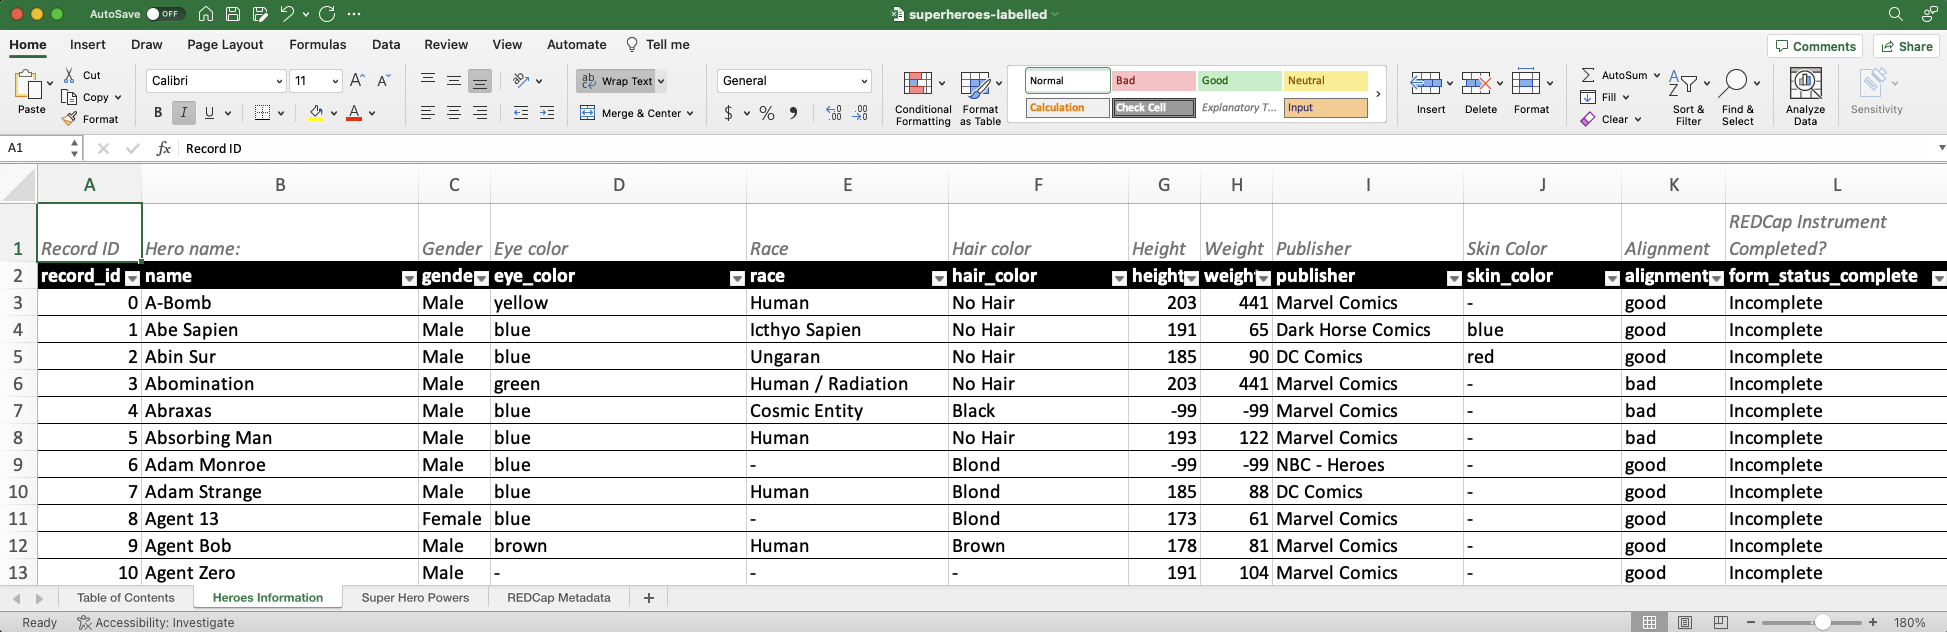 AutoSave OFF superheroes-labelled
Home Insert Draw Page Layout Formulas Data Review View Automate Tell me Comments Share
Paste Cut Copy Format
Calibri 11 A A
B I U A
ab Wrap Text
Merge & Center
General
$ % 9
Conditional Formatting
Format as Table
Normal Bad Good Neutral
Calculation Check Cell Explanatory T... Input
Insert Delete Format
AutoSum
Fill
Clear
Sort & Filter
Find & Select
Analyze Data
Sensitivity
A1 fx Record ID
A B C D E F G H I J K L
1 Record ID Hero name: Gender Eye color Race Hair color Height Weight Publisher Skin Color Alignment REDCap Instrument Completed?
2 record_id name gende eye_color race hair_color height weight publisher skin_color alignment form_status_complete
3 0 A-Bomb Male yellow Human No Hair 203 441 Marvel Comics - good Incomplete
4 1 Abe Sapien Male blue Icthyo Sapien No Hair 191 65 Dark Horse Comics blue good Incomplete
5 2 Abin Sur Male blue Ungaran No Hair 185 90 DC Comics red good Incomplete
6 3 Abomination Male green Human / Radiation No Hair 203 441 Marvel Comics - bad Incomplete
7 4 Abraxas Male blue Cosmic Entity Black -99 -99 Marvel Comics - bad Incomplete
8 5 Absorbing Man Male blue Human No Hair 193 122 Marvel Comics - bad Incomplete
9 6 Adam Monroe Male blue - Blond -99 -99 NBC - Heroes - good Incomplete
10 7 Adam Strange Male blue Human Blond 185 88 DC Comics - good Incomplete
11 8 Agent 13 Female blue - Blond 173 61 Marvel Comics - good Incomplete
12 9 Agent Bob Male brown Human Brown 178 81 Marvel Comics - good Incomplete
13 10 Agent Zero Male - - - 191 104 Marvel Comics - good Incomplete
Table of Contents Heroes Information Super Hero Powers REDCap Metadata +
Ready Accessibility: Investigate - + 180%